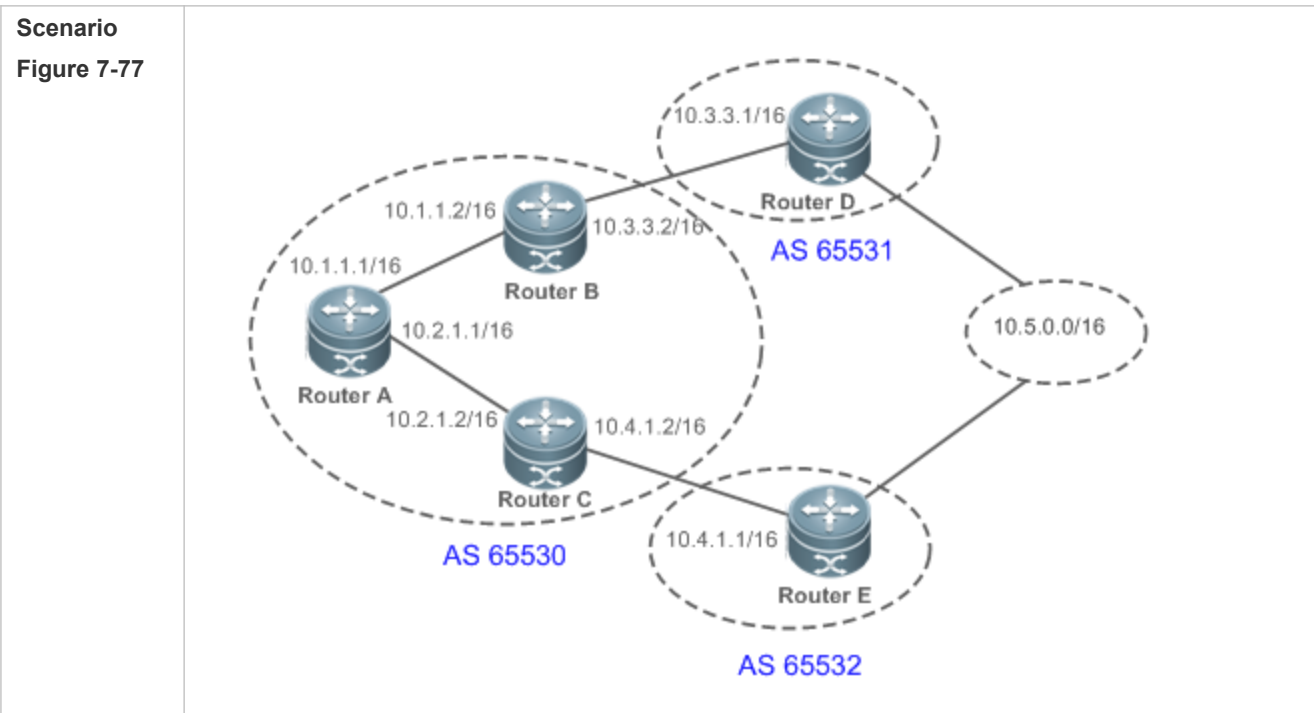 Scenario
Figure 7-77
10.3.3.1/16
Router D
AS 65531
10.1.1.2/16
10.3.3.2/16
Router B
10.1.1.1/16
10.2.1.1/16
Router A
10.5.0.0/16
10.2.1.2/16
10.4.1.2/16
Router C
AS 65530
10.4.1.1/16
Router E
AS 65532